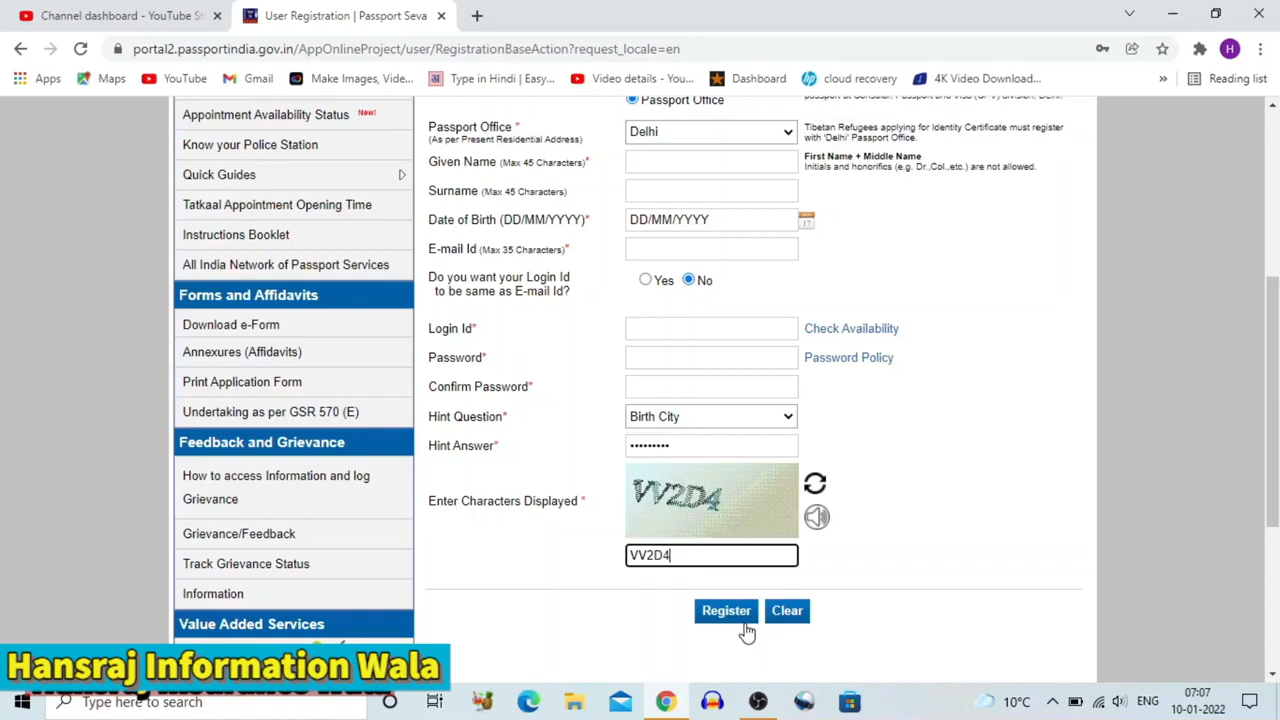 Channel dashboard - YouTube St
User Registration | Passport Seva
portal2.passportindia.gov.in/AppOnlineProject/user/RegistrationBaseAction?request_locale=en
H
Apps
Maps
YouTube
Gmail
Make Images, Vide...
Type in Hindi | Easy...
Video details - You...
Dashboard
cloud recovery
4K Video Download...
»
Reading list
Appointment Availability Status New!
Know your Police Station
Quick Guides
Tatkaal Appointment Opening Time
Instructions Booklet
All India Network of Passport Services
Forms and Affidavits
Download e-Form
Annexures (Affidavits)
Print Application Form
Undertaking as per GSR 570 (E)
Feedback and Grievance
How to access Information and log
Grievance
Grievance/Feedback
Track Grievance Status
Information
Value Added Services
Passport Office
Passport Office *
(As per Present Residential Address)
Delhi
Tibetan Refugees applying for Identity Certificate must register
with 'Delhi' Passport Office.
Given Name (Max 45 Characters)*
First Name + Middle Name
Initials and honorifics (e.g. Dr.,Col.,etc.) are not allowed.
Surname (Max 45 Characters)
Date of Birth (DD/MM/YYYY)*
DD/MM/YYYY
17
E-mail Id (Max 35 Characters)*
Do you want your Login Id
to be same as E-mail Id?
Yes
No
Login Id*
Check Availability
Password*
Password Policy
Confirm Password*
Hint Question*
Birth City
Hint Answer*
•••••••••
Enter Characters Displayed *
VV2D4
VV2D4
Register
Clear
Hansraj Information Wala
Type here to search
10°C
ENG
07:07
10-01-2022